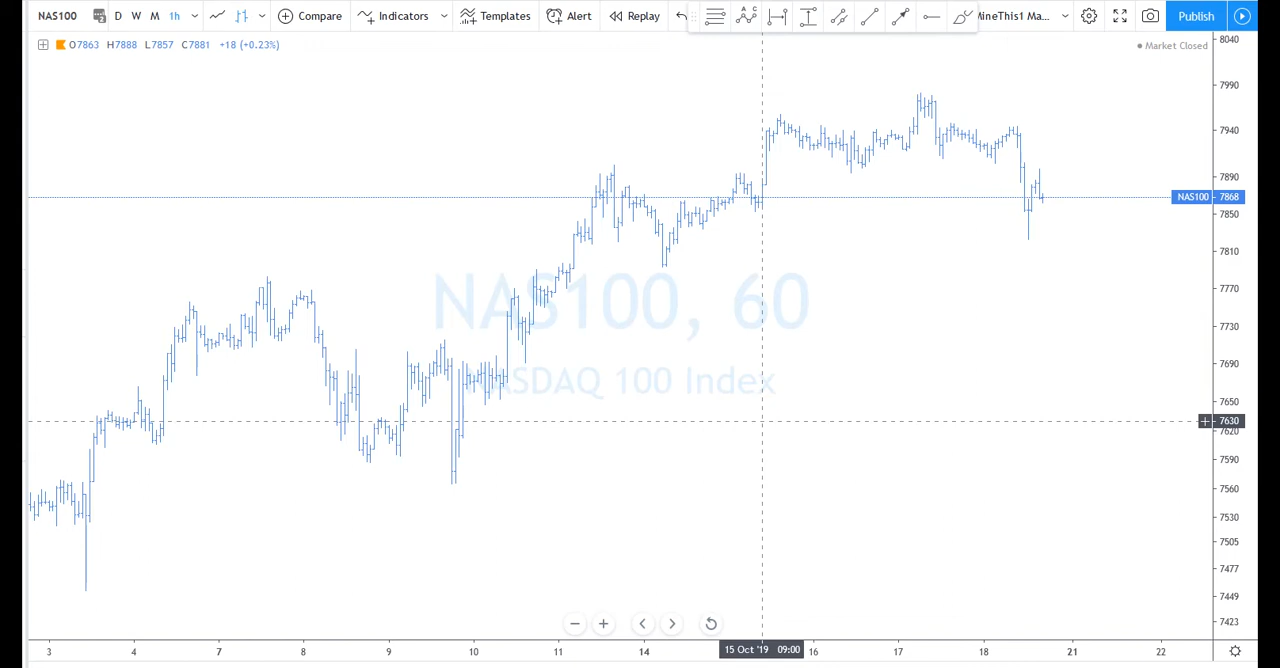 NAS100 D W M 1h Compare Indicators Templates Alert Replay MineThis1 Ma... Publish
O7863 H7888 L7857 C7881 +18 (+0.23%)
Market Closed
8040
7990
7940
7890
NAS100 7868
7850
7810
7770
7730
7690
7650
7630
7620
7590
7560
7530
7505
7477
7449
7423
NAS100, 60
NASDAQ 100 Index
3 4 7 8 9 10 11 14 15 Oct '19 09:00 16 17 18 21 22